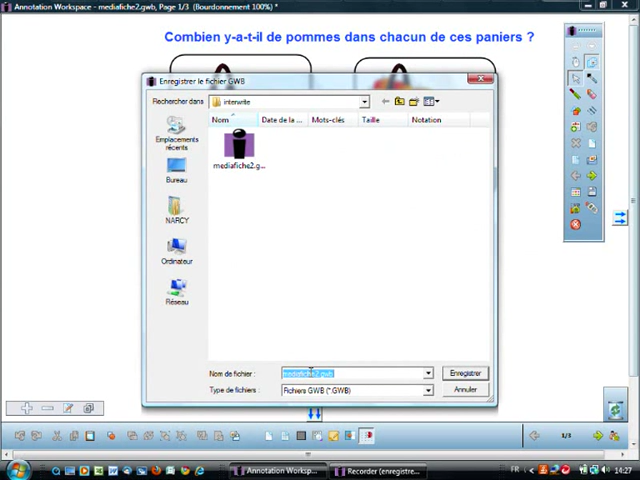 Annotation Workspace - mediafiche2.gwb, Page 1/3 (Bourdonnement 100%) *
Combien y-a-t-il de pommes dans chacun de ces paniers ?
Enregistrer le fichier GWB
Rechercher dans
interwrite
Nom
Date de la ...
Mots-clés
Taille
Notation
Emplacements
récents
mediafiche2.g...
Bureau
NARCY
Ordinateur
Réseau
Nom de fichier :
mediafiche2.gwb
Enregistrer
Type de fichiers :
Fichiers GWB (*.GWB)
Annuler
1/3
Annotation Worksp...
Recorder (enregistre...
FR
14:27